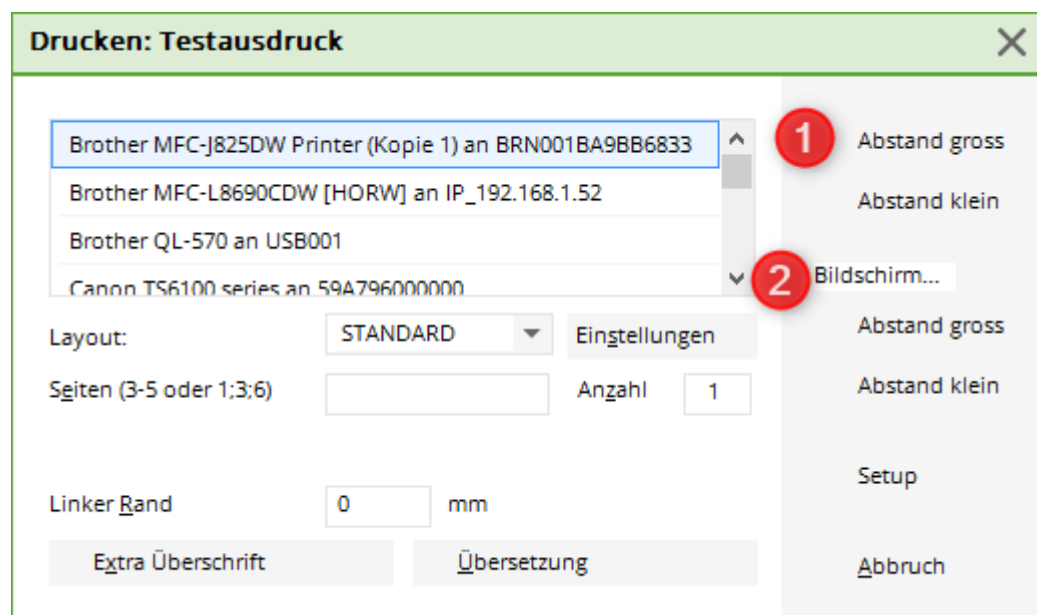 Drucken: Testausdruck
Brother MFC-J825DW Printer (Kopie 1) an BRN001BA9BB6833
Brother MFC-L8690CDW [HORW] an IP_192.168.1.52
Brother QL-570 an USB001
Canon TS6100 series an 59A796000000
Layout:
STANDARD
Einstellungen
Seiten (3-5 oder 1;3;6)
Anzahl
1
Linker Rand
0
mm
Extra Überschrift
Übersetzung
1
Abstand gross
Abstand klein
2
Bildschirm...
Abstand gross
Abstand klein
Setup
Abbruch